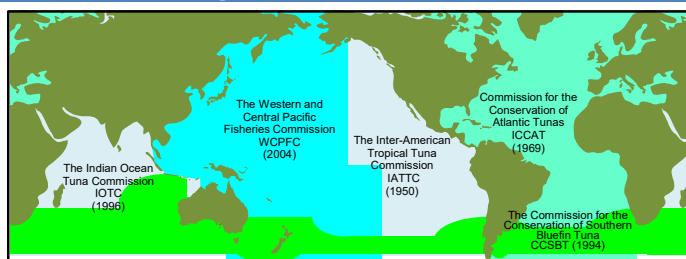 The Western and
Central Pacific
Fisheries Commission
WCPFC
(2004)
Commission for the
Conservation of
Atlantic Tunas
ICCAT
(1969)
The Inter-American
Tropical Tuna
Commission
IATTC
(1950)
The Indian Ocean
Tuna Commission
IOTC
(1996)
The Commission for the
Conservation of Southern
Bluefin Tuna
CCSBT (1994)